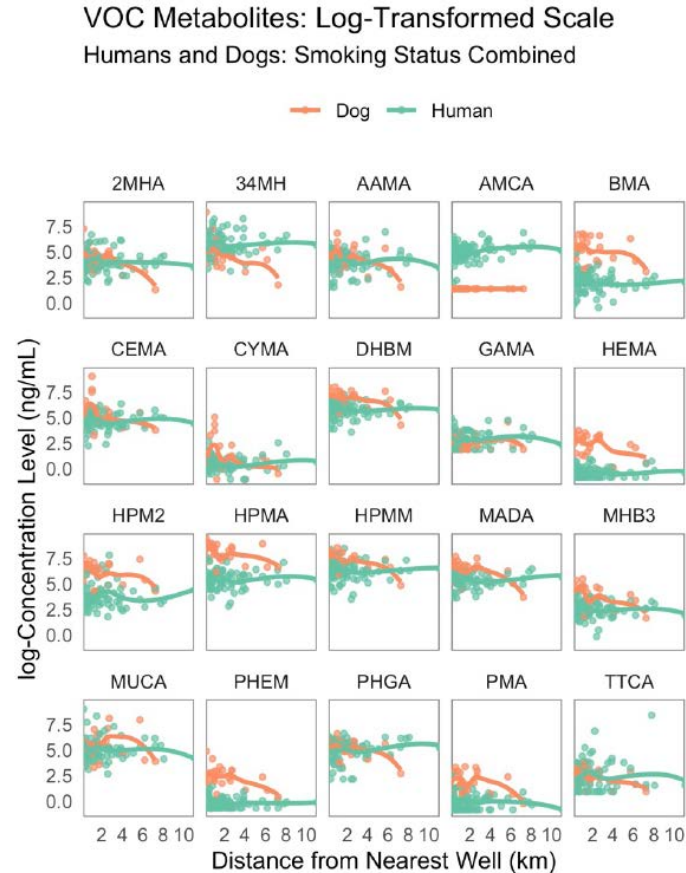 VOC Metabolites: Log-Transformed Scale
Humans and Dogs: Smoking Status Combined
Dog Human
2MHA 34MH AAMA AMCA BMA
7.5
5.0
2.5
0.0
CEMA CYMA DHBM GAMA HEMA
7.5
5.0
2.5
0.0
HPM2 HPMA HPMM MADA MHB3
7.5
5.0
2.5
0.0
MUCA PHEM PHGA PMA TTCA
7.5
5.0
2.5
0.0
log-Concentration Level (ng/mL)
2 4 6 8 10 2 4 6 8 10 2 4 6 8 10 2 4 6 8 10 2 4 6 8 10
Distance from Nearest Well (km)